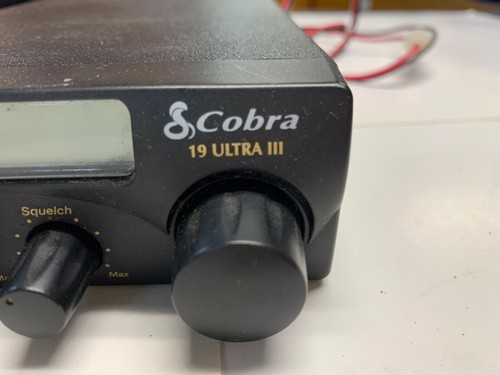 Cobra
19 ULTRA III
Squelch
Max